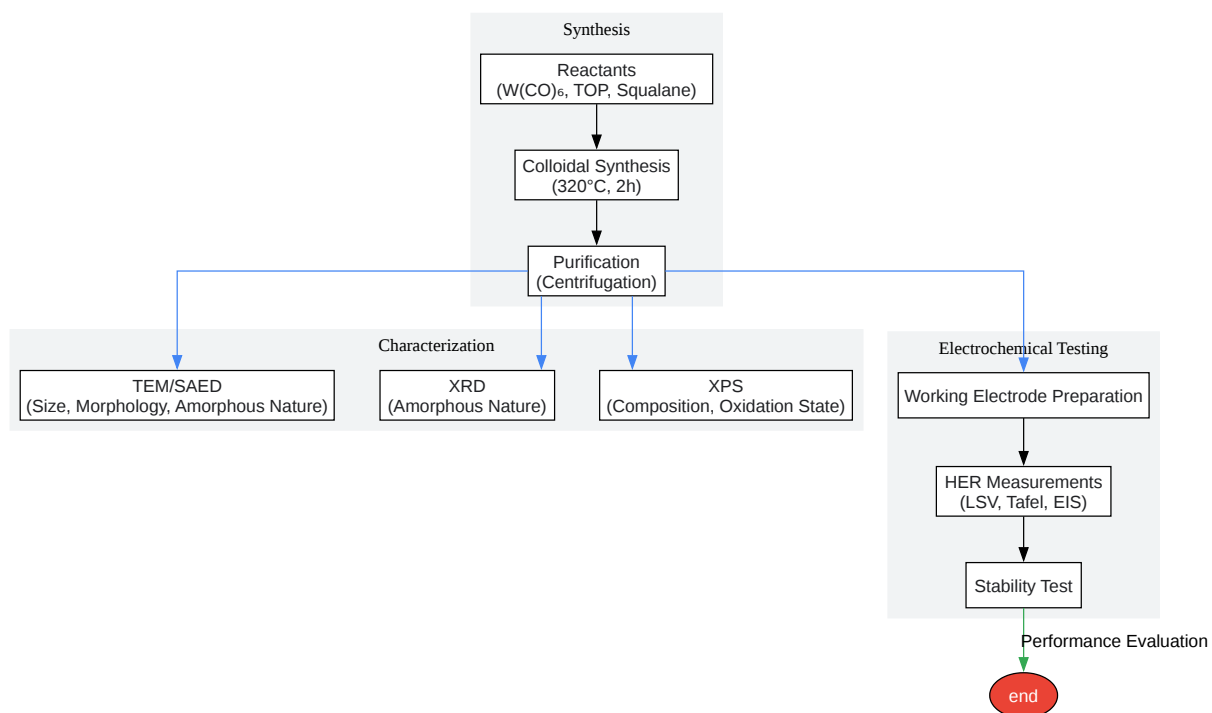 Synthesis
Reactants
(W(CO)₆, TOP, Squalane)
Colloidal Synthesis
(320°C, 2h)
Purification
(Centrifugation)
Characterization
TEM/SAED
(Size, Morphology, Amorphous Nature)
XRD
(Amorphous Nature)
XPS
(Composition, Oxidation State)
Electrochemical Testing
Working Electrode Preparation
HER Measurements
(LSV, Tafel, EIS)
Stability Test
Performance Evaluation
end